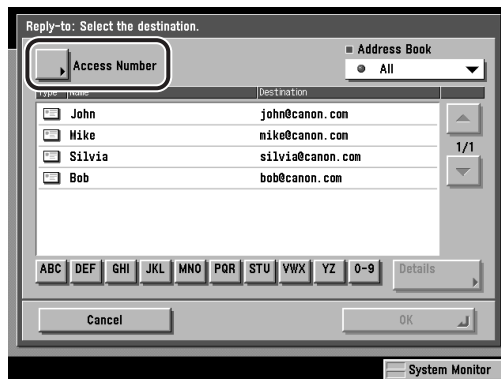 Reply-to: Select the destination.
Access Number
Address Book
All
Type Name Destination
John john@canon.com
Mike mike@canon.com
Silvia silvia@canon.com
Bob bob@canon.com
1/1
ABC DEF GHI JKL MNO PQR STU VWX YZ 0-9 Details
Cancel OK
System Monitor